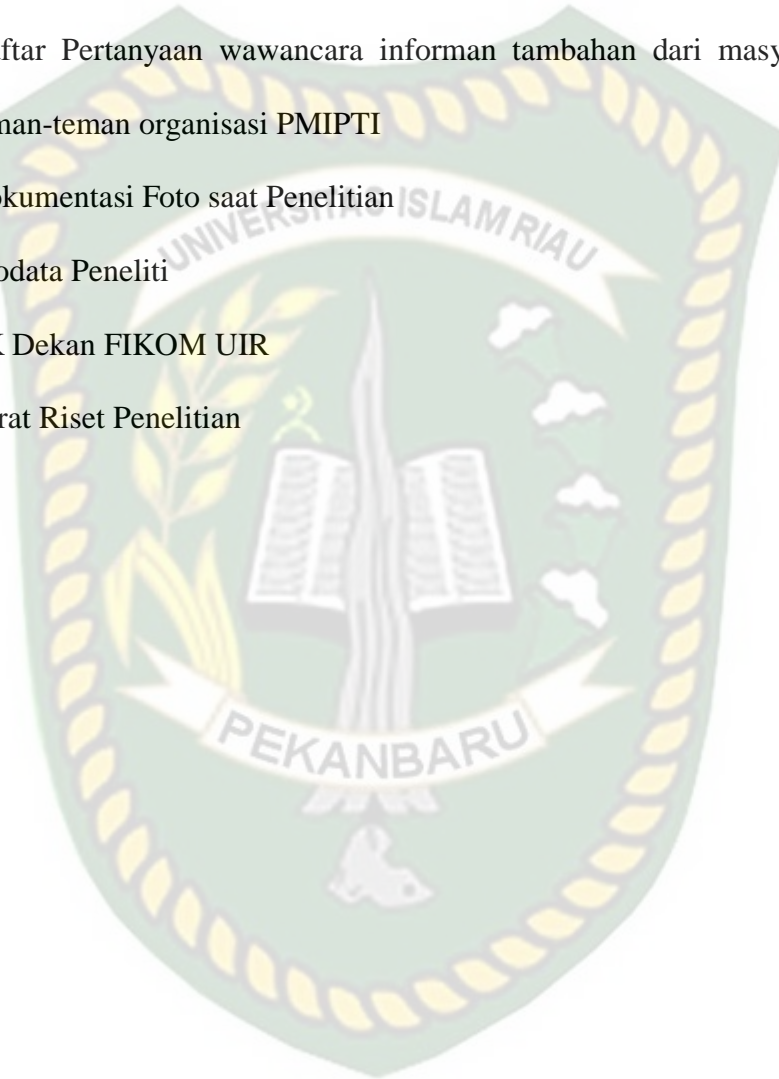 aftar Pertanyaan wawancara informan tambahan dari masy
man-teman organisasi PMIPTI
okumentasi Foto saat Penelitian
odata Peneliti
K Dekan FIKOM UIR
rat Riset Penelitian
UNIVERSITAS ISLAM RIAU
PEKANBARU